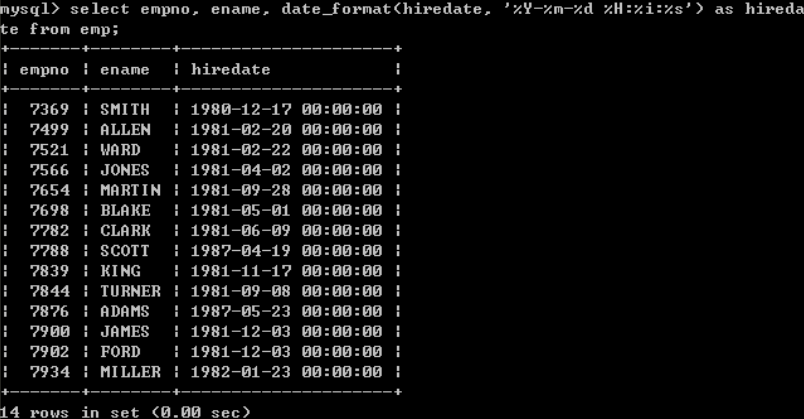 mysql> select empno, ename, date_format(hiredate, '%Y-%m-%d %H:%i:%s') as hireda
te from emp;
+-------+--------+---------------------+
| empno | ename  | hiredate            |
+-------+--------+---------------------+
|  7369 | SMITH  | 1980-12-17 00:00:00 |
|  7499 | ALLEN  | 1981-02-20 00:00:00 |
|  7521 | WARD   | 1981-02-22 00:00:00 |
|  7566 | JONES  | 1981-04-02 00:00:00 |
|  7654 | MARTIN | 1981-09-28 00:00:00 |
|  7698 | BLAKE  | 1981-05-01 00:00:00 |
|  7782 | CLARK  | 1981-06-09 00:00:00 |
|  7788 | SCOTT  | 1987-04-19 00:00:00 |
|  7839 | KING   | 1981-11-17 00:00:00 |
|  7844 | TURNER | 1981-09-08 00:00:00 |
|  7876 | ADAMS  | 1987-05-23 00:00:00 |
|  7900 | JAMES  | 1981-12-03 00:00:00 |
|  7902 | FORD   | 1981-12-03 00:00:00 |
|  7934 | MILLER | 1982-01-23 00:00:00 |
+-------+--------+---------------------+
14 rows in set (0.00 sec)